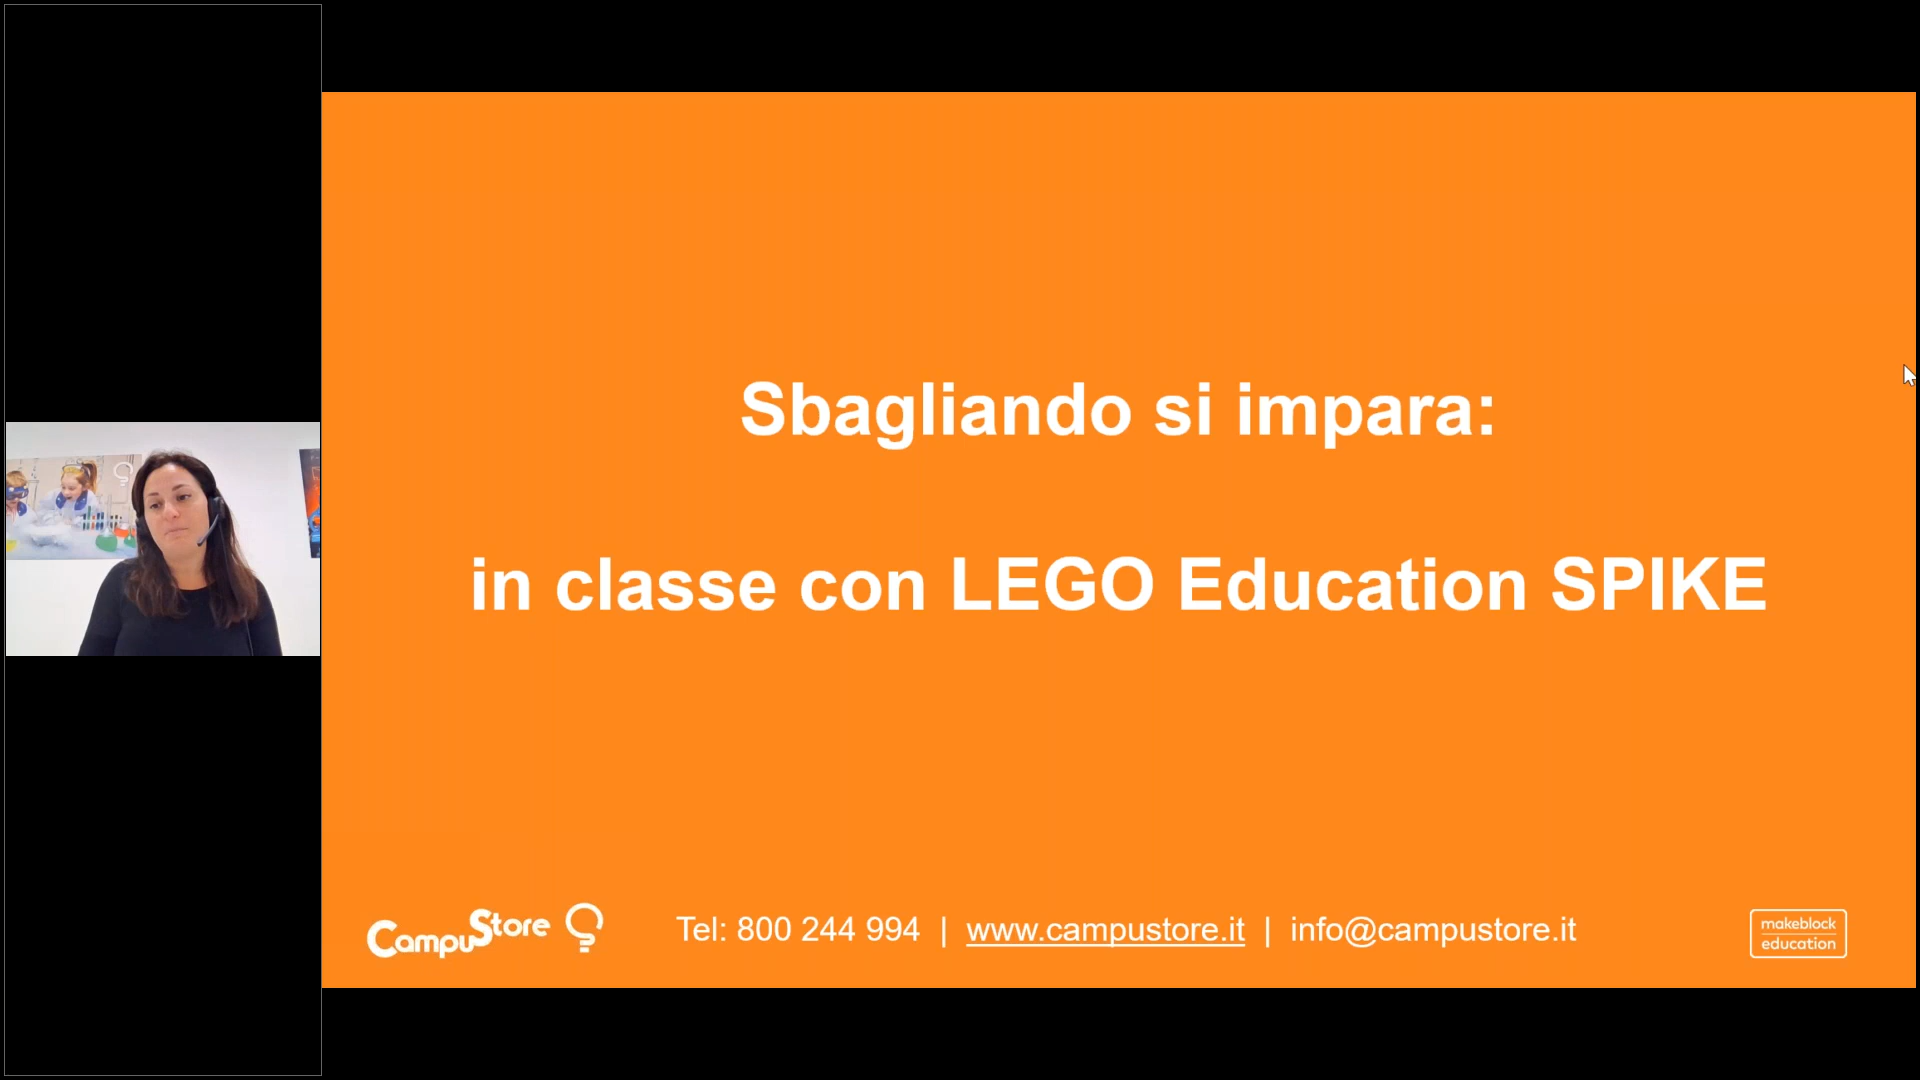 Sbagliando si impara:
in classe con LEGO Education SPIKE
CampuStore
Tel: 800 244 994 | www.campustore.it | info@campustore.it
makeblock
education